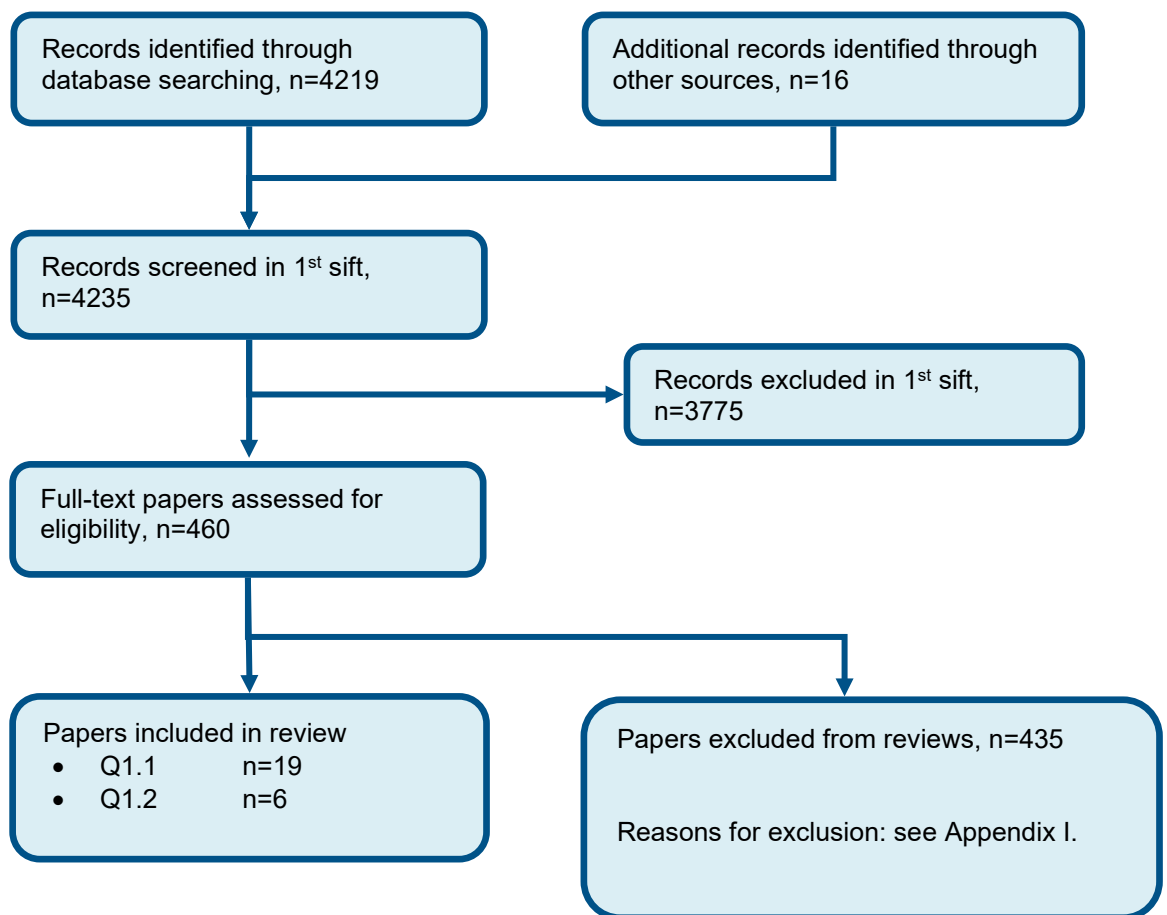 Records identified through
database searching, n=4219
Additional records identified through
other sources, n=16
Records screened in 1st sift,
n=4235
Records excluded in 1st sift,
n=3775
Full-text papers assessed for
eligibility, n=460
Papers included in review
• Q1.1 n=19
• Q1.2 n=6
Papers excluded from reviews, n=435
Reasons for exclusion: see Appendix I.